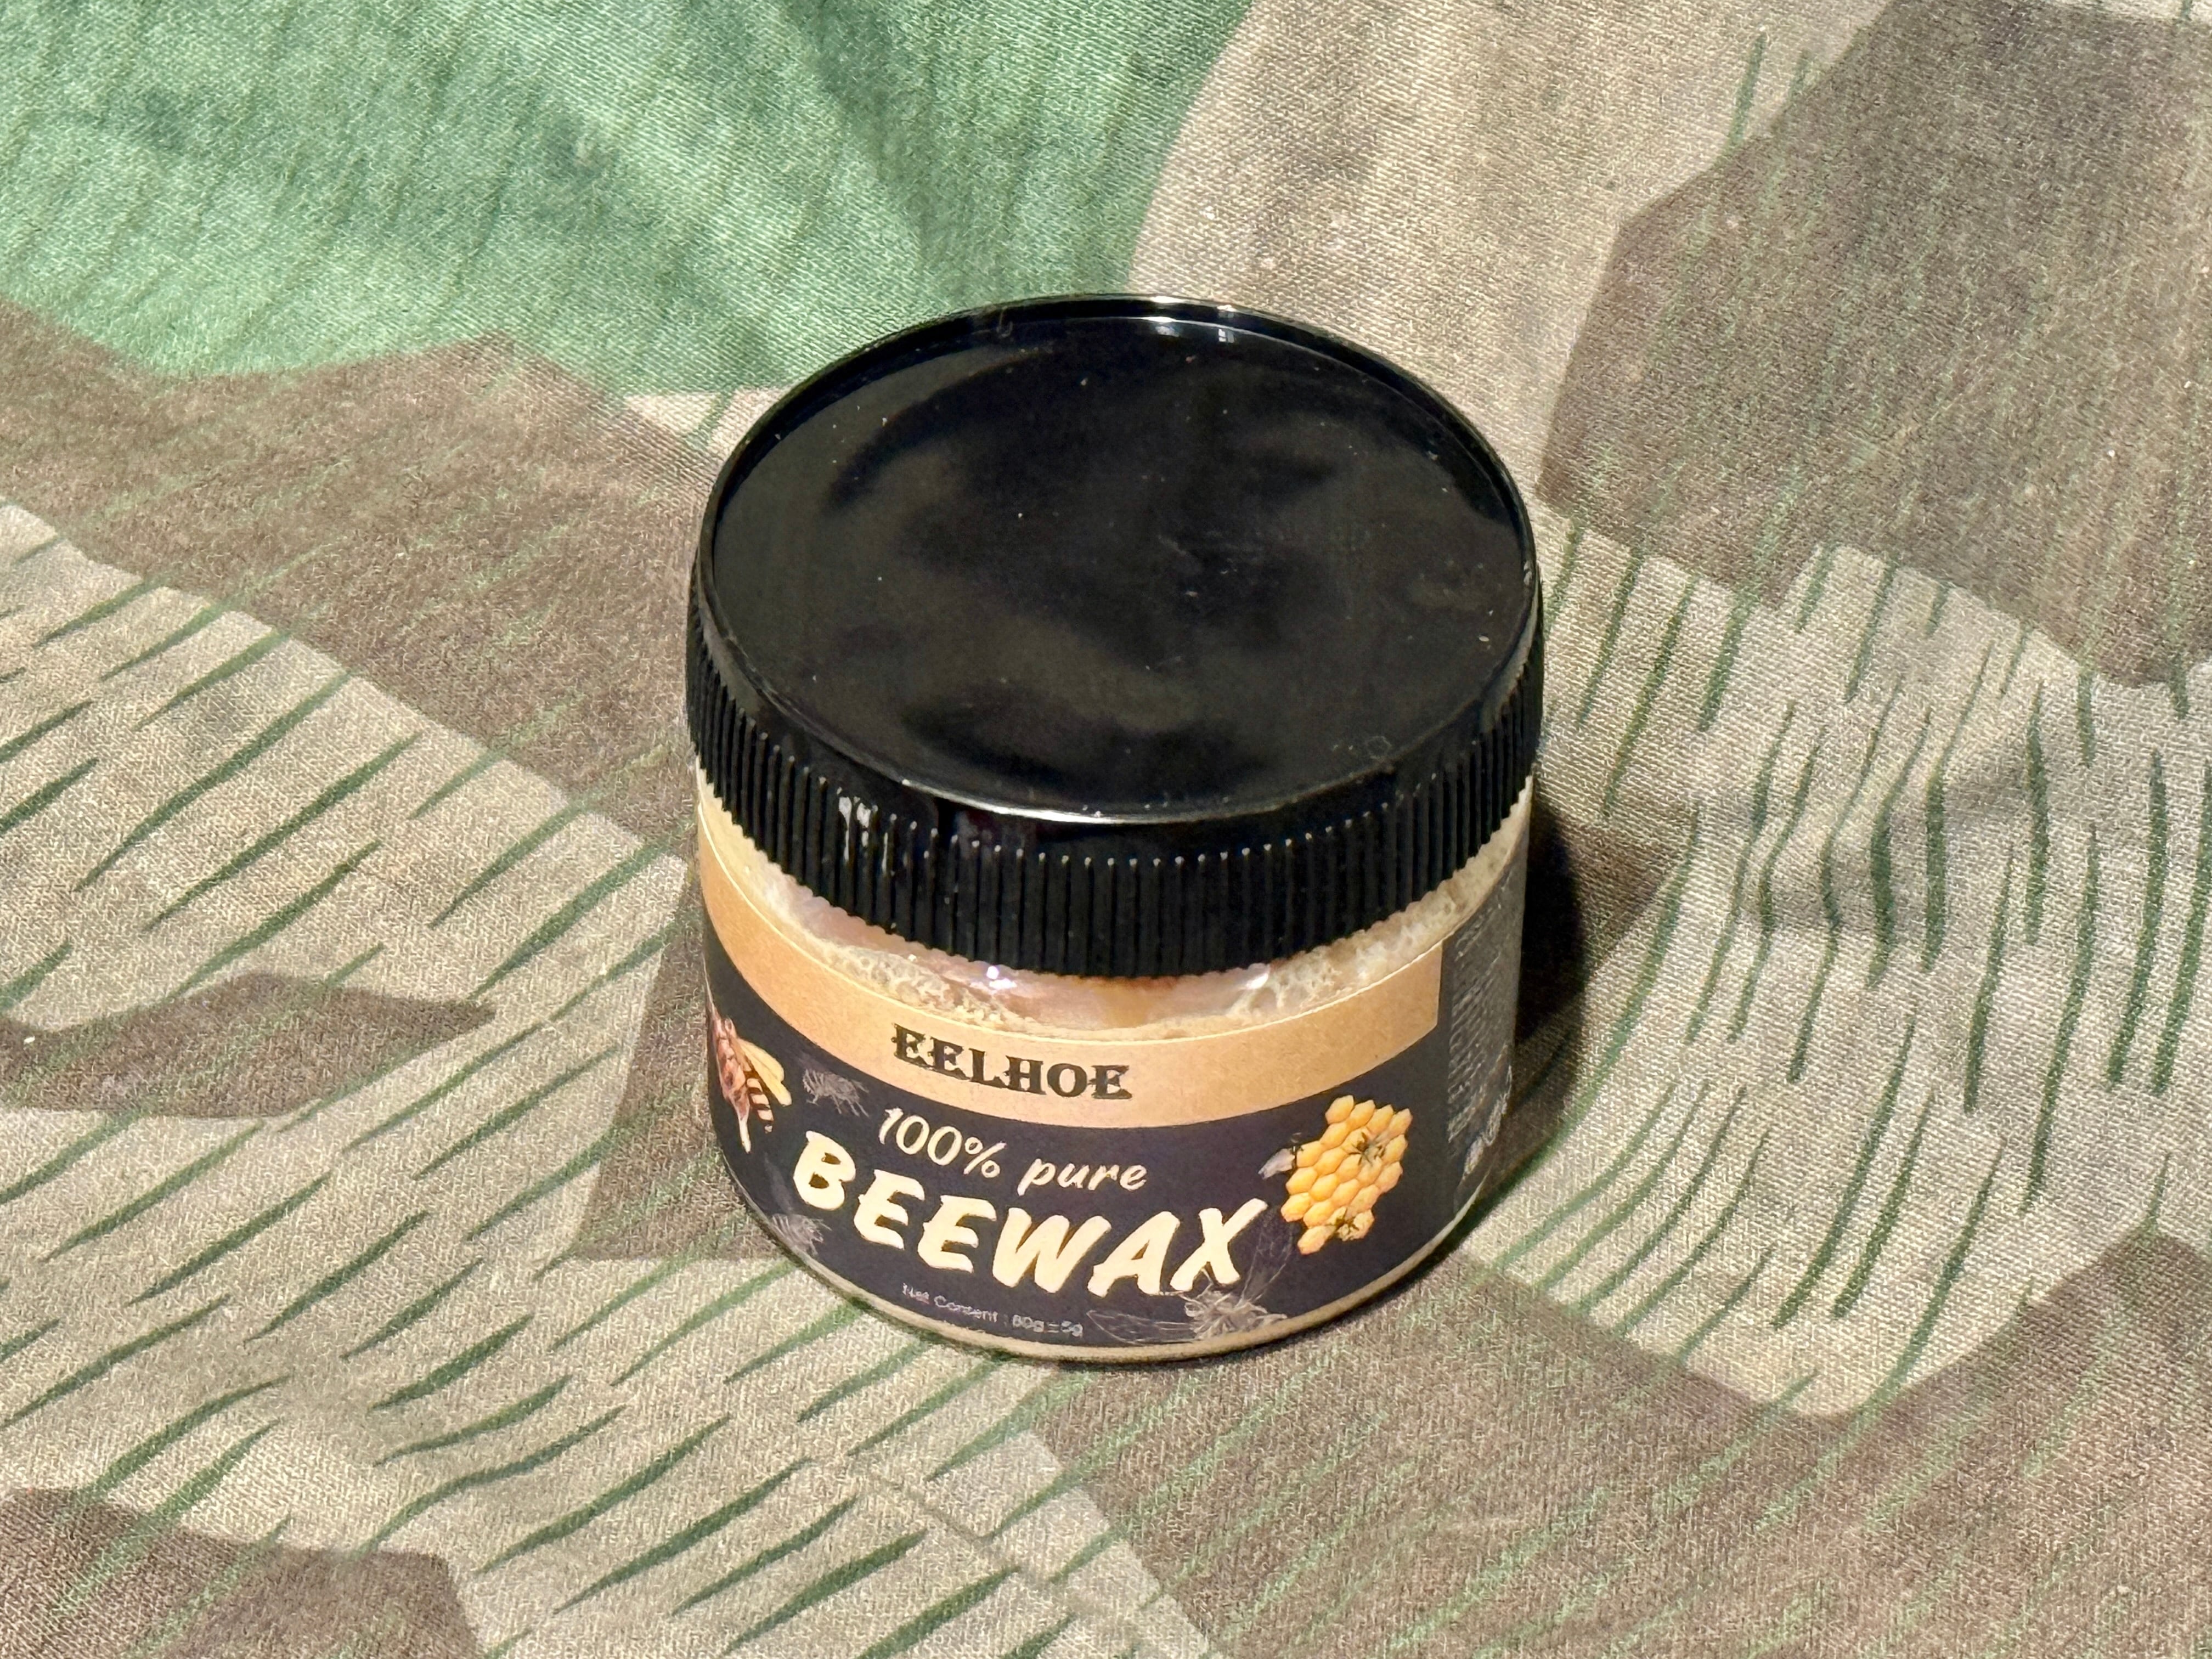 EELHOE
100% pure
BEEWAX
Net Content : 80g±5g